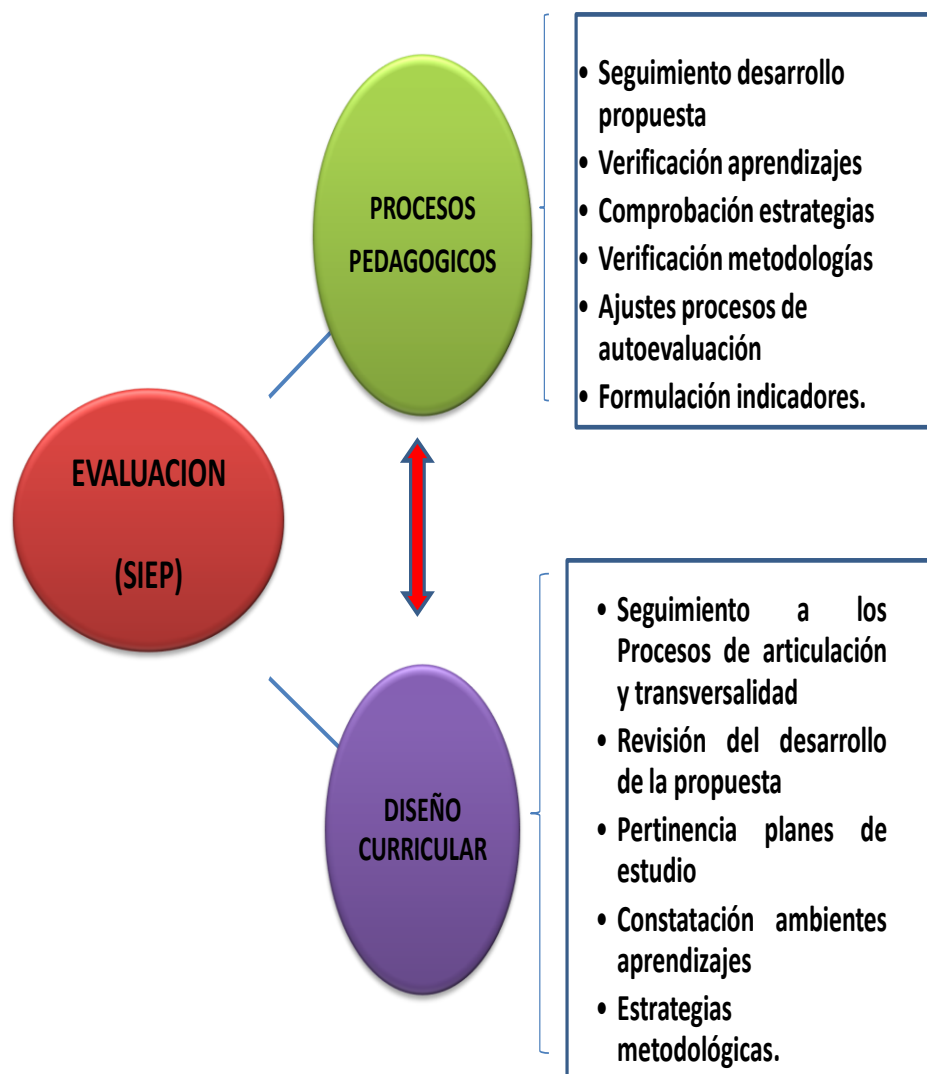 • Seguimiento desarrollo
propuesta
• Verificación aprendizajes
• Comprobación estrategias
• Verificación metodologías
• Ajustes procesos de
autoevaluación
• Formulación indicadores.
PROCESOS
PEDAGOGICOS
EVALUACION
(SIEP)
DISEÑO
CURRICULAR
• Seguimiento a los
Procesos de articulación
y transversalidad
• Revisión del desarrollo
de la propuesta
• Pertinencia planes de
estudio
• Constatación ambientes
aprendizajes
• Estrategias
metodológicas.